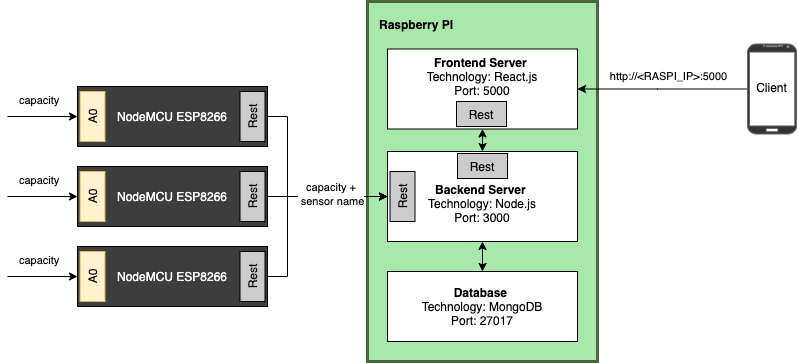 Raspberry PI
Frontend Server
Technology: React.js
Port: 5000
Rest
http://<RASPI_IP>:5000
Client
capacity
A0
NodeMCU ESP8266
Rest
capacity
A0
NodeMCU ESP8266
Rest
capacity
A0
NodeMCU ESP8266
Rest
capacity +
sensor name
Rest
Rest
Backend Server
Technology: Node.js
Port: 3000
Database
Technology: MongoDB
Port: 27017